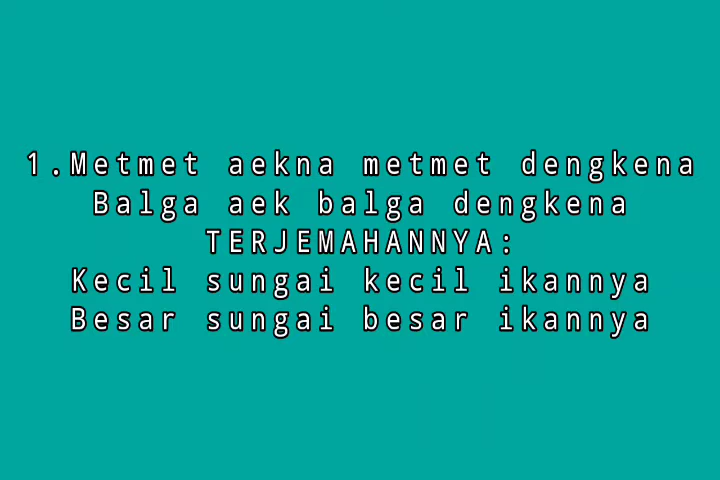 1.Metmet aekna metmet dengkena
Balga aek balga dengkena
TERJEMAHANNYA:
Kecil sungai kecil ikannya
Besar sungai besar ikannya